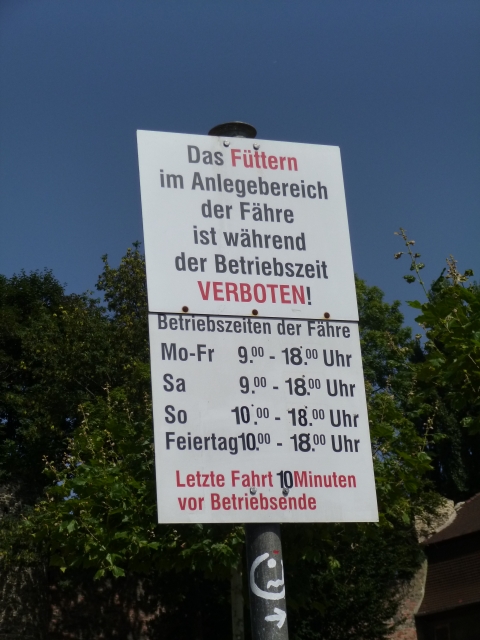 Das Füttern
im Anlegebereich
der Fähre
ist während
der Betriebszeit
VERBOTEN!
Betriebszeiten der Fähre
Mo-Fr 9.00 - 18.00 Uhr
Sa 9.00 - 18.00 Uhr
So 10.00 - 18.00 Uhr
Feiertag 10.00 - 18.00 Uhr
Letzte Fahrt 10 Minuten
vor Betriebsende